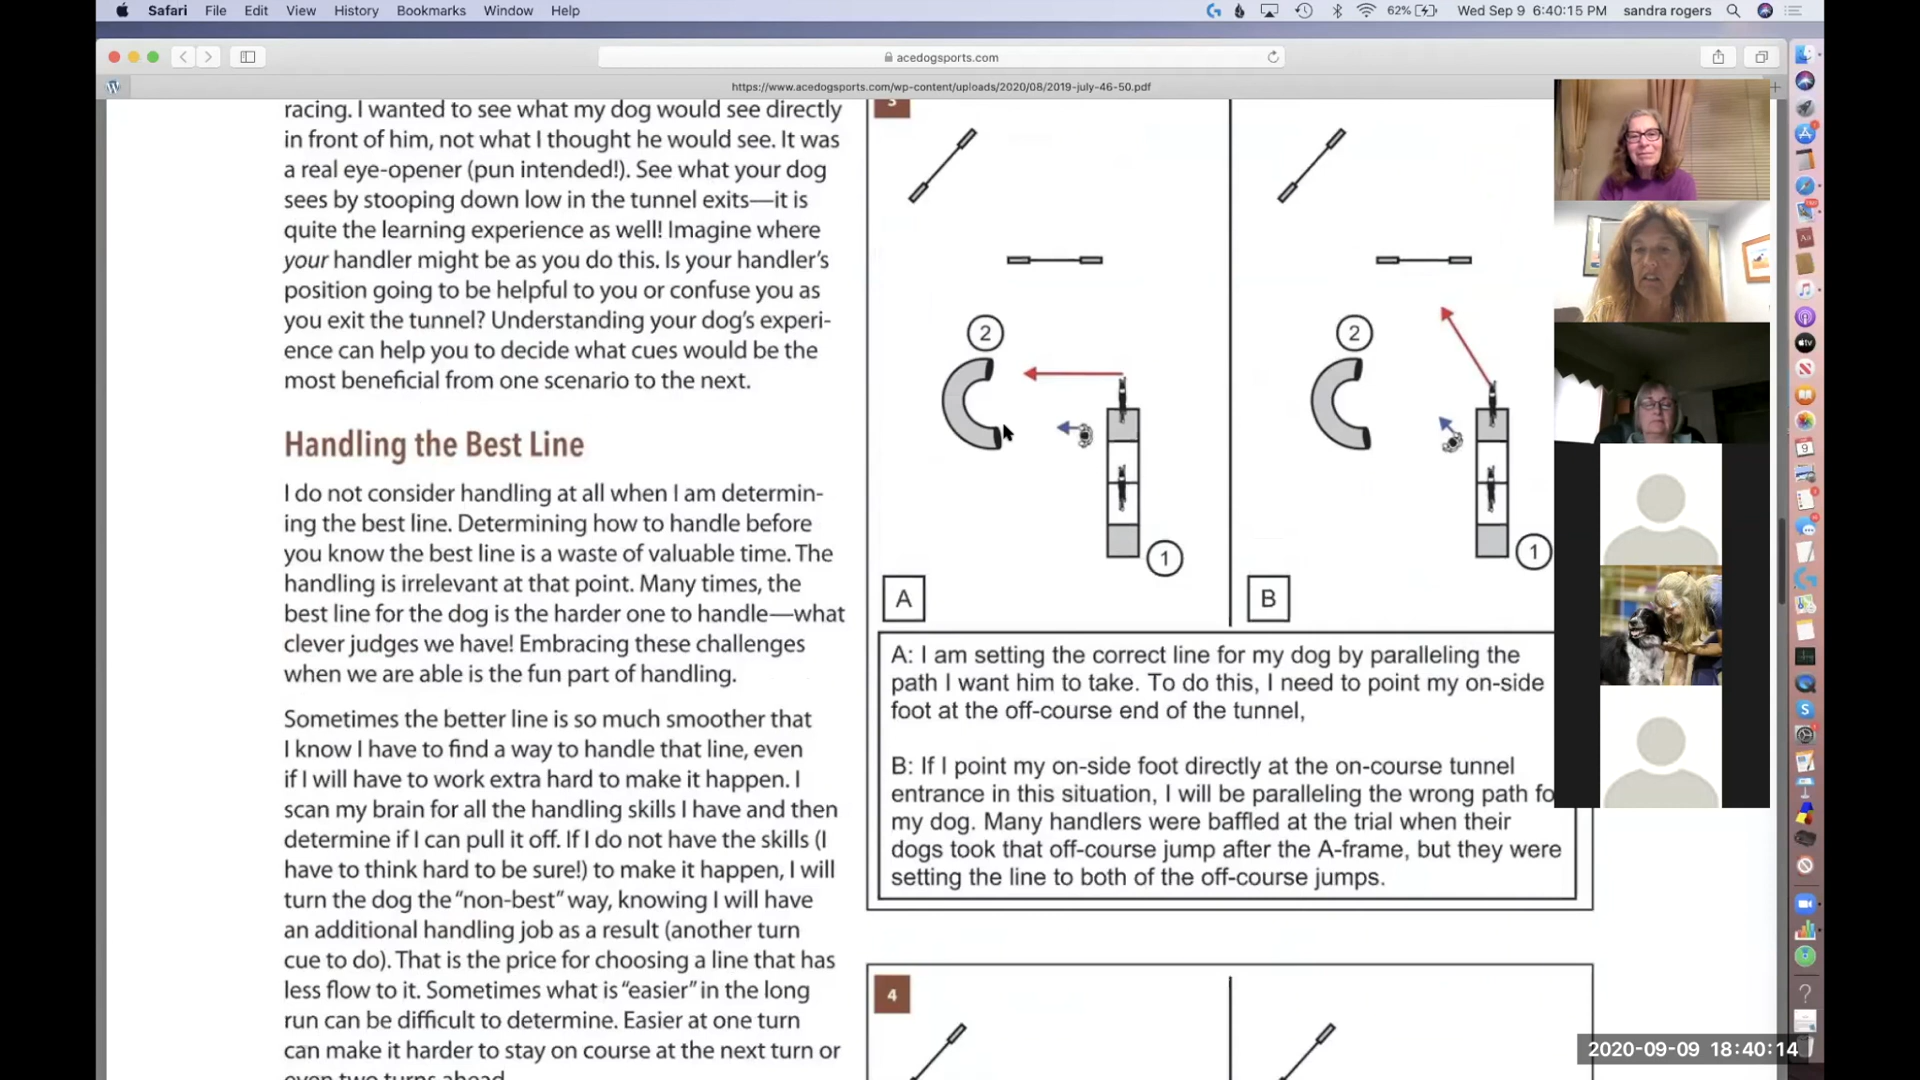 Safari File Edit View History Bookmarks Window Help
62% Wed Sep 9 6:40:15 PM sandra rogers
acedogsports.com
https://www.acedogsports.com/wp-content/uploads/2020/08/2019-july-46-50.pdf
racing. I wanted to see what my dog would see directly
in front of him, not what I thought he would see. It was
a real eye-opener (pun intended!). See what your dog
sees by stooping down low in the tunnel exits—it is
quite the learning experience as well! Imagine where
your handler might be as you do this. Is your handler's
position going to be helpful to you or confuse you as
you exit the tunnel? Understanding your dog's experi-
ence can help you to decide what cues would be the
most beneficial from one scenario to the next.
Handling the Best Line
I do not consider handling at all when I am determin-
ing the best line. Determining how to handle before
you know the best line is a waste of valuable time. The
handling is irrelevant at that point. Many times, the
best line for the dog is the harder one to handle—what
clever judges we have! Embracing these challenges
when we are able is the fun part of handling.
Sometimes the better line is so much smoother that
I know I have to find a way to handle that line, even
if I will have to work extra hard to make it happen. I
scan my brain for all the handling skills I have and then
determine if I can pull it off. If I do not have the skills (I
have to think hard to be sure!) to make it happen, I will
turn the dog the "non-best" way, knowing I will have
an additional handling job as a result (another turn
cue to do). That is the price for choosing a line that has
less flow to it. Sometimes what is "easier" in the long
run can be difficult to determine. Easier at one turn
can make it harder to stay on course at the next turn or
even two turns ahead.
3
2
1
A
2
1
B
A: I am setting the correct line for my dog by paralleling the
path I want him to take. To do this, I need to point my on-side
foot at the off-course end of the tunnel,
B: If I point my on-side foot directly at the on-course tunnel
entrance in this situation, I will be paralleling the wrong path fo
my dog. Many handlers were baffled at the trial when their
dogs took that off-course jump after the A-frame, but they were
setting the line to both of the off-course jumps.
4
2020-09-09 18:40:14